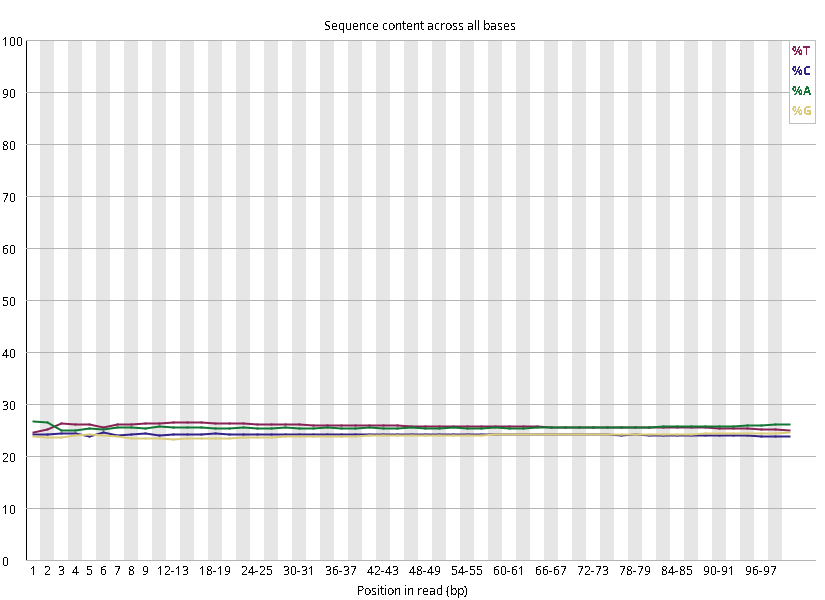 Sequence content across all bases
100
%T
%C
90
%A
%G
80
70
60
50
40
30
20
10
0
1 2 3 4 5 6 7 8 9 12-13 18-19 24-25 30-31 36-37 42-43 48-49 54-55 60-61 66-67 72-73 78-79 84-85 90-91 96-97
Position in read (bp)